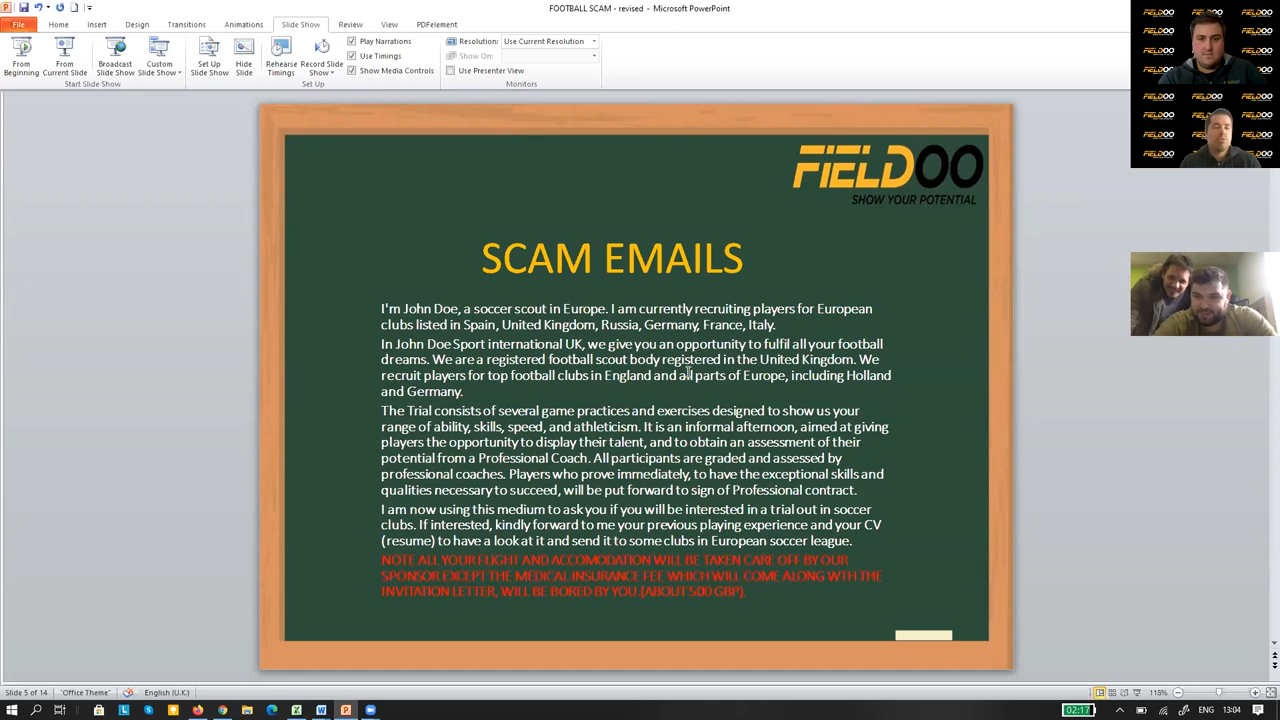 FOOTBALL SCAM - revised - Microsoft PowerPoint
File Home Insert Design Transitions Animations Slide Show Review View PDFelement
From Beginning
From Current Slide
Broadcast Slide Show
Custom Slide Show
Start Slide Show
Set Up Slide Show
Hide Slide
Rehearse Timings
Record Slide Show
Play Narrations
Use Timings
Show Media Controls
Set Up
Resolution: Use Current Resolution
Show On:
Use Presenter View
Monitors
FIELDOO
SHOW YOUR POTENTIAL
SCAM EMAILS
I'm John Doe, a soccer scout in Europe. I am currently recruiting players for European
clubs listed in Spain, United Kingdom, Russia, Germany, France, Italy.
In John Doe Sport international UK, we give you an opportunity to fulfil all your football
dreams. We are a registered football scout body registered in the United Kingdom. We
recruit players for top football clubs in England and all parts of Europe, including Holland
and Germany.
The Trial consists of several game practices and exercises designed to show us your
range of ability, skills, speed, and athleticism. It is an informal afternoon, aimed at giving
players the opportunity to display their talent, and to obtain an assessment of their
potential from a Professional Coach. All participants are graded and assessed by
professional coaches. Players who prove immediately, to have the exceptional skills and
qualities necessary to succeed, will be put forward to sign of Professional contract.
I am now using this medium to ask you if you will be interested in a trial out in soccer
clubs. If interested, kindly forward to me your previous playing experience and your CV
(resume) to have a look at it and send it to some clubs in European soccer league.
NOTE ALL YOUR FLIGHT AND ACCOMODATION WILL BE TAKEN CARE OFF BY OUR
SPONSOR EXCEPT THE MEDICAL INSURANCE FEE WHICH WILL COME ALONG WTH THE
INVITATION LETTER, WILL BE BORED BY YOU.(ABOUT 500 GBP).
Slide 5 of 14 "Office Theme" English (U.K.) 118%
02:17 ENG 13:04